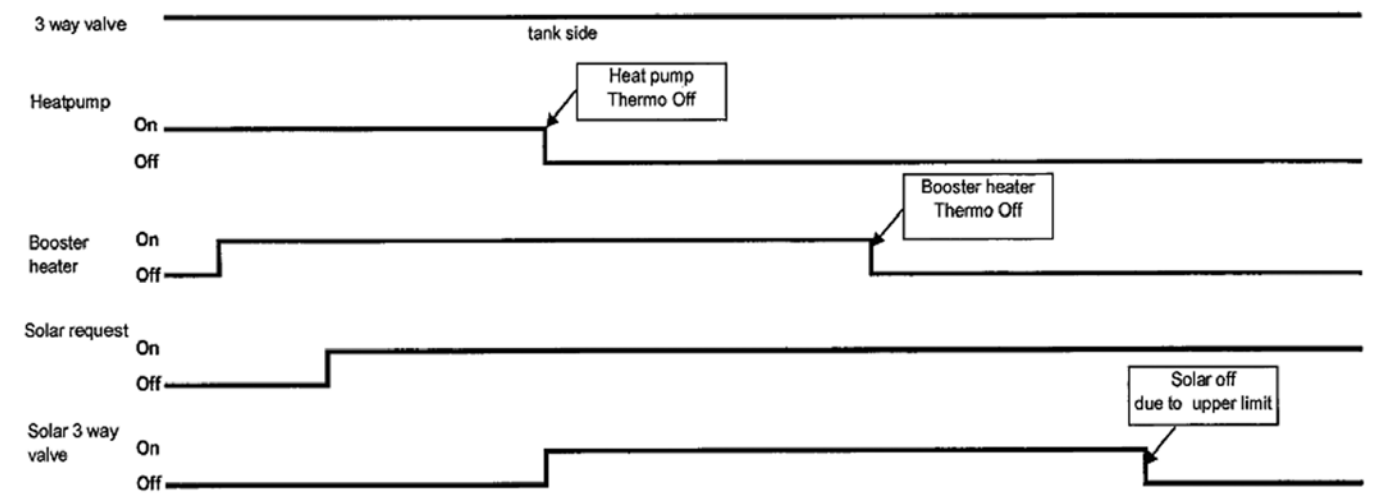 3 way valve
tank side
Heat pump
Thermo Off
Heatpump
On
Off
Booster heater
Thermo Off
Booster
heater
On
Off
Solar request
On
Off
Solar off
due to upper limit
Solar 3 way
valve
On
Off